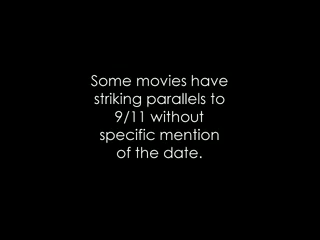 Some movies have
striking parallels to
9/11 without
specific mention
of the date.